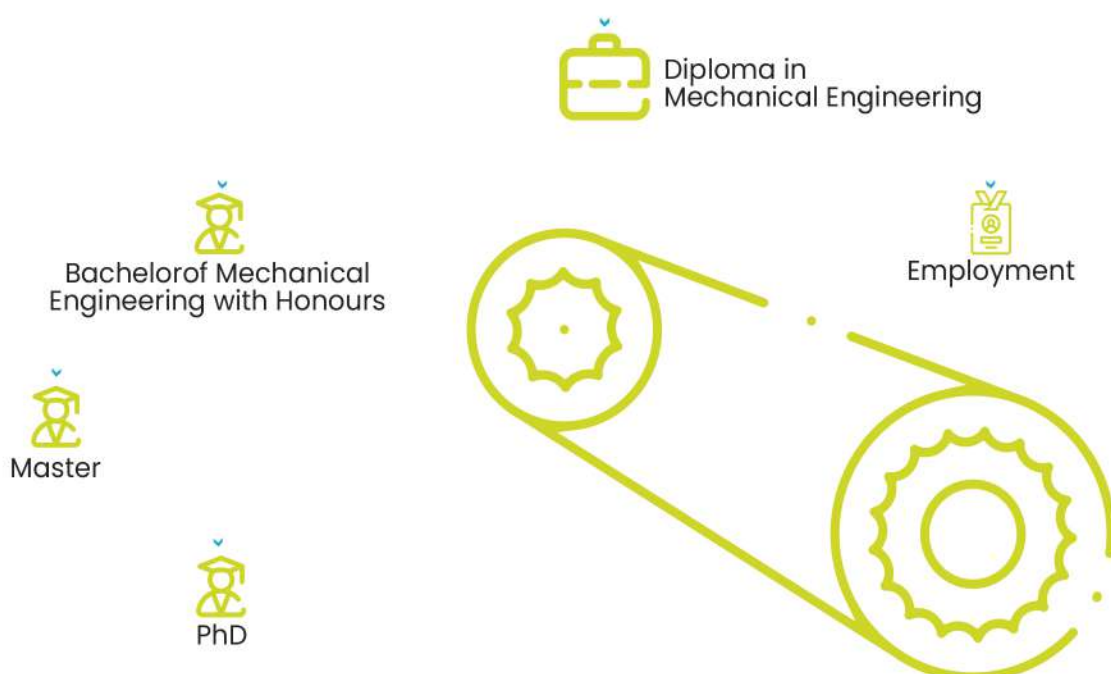 Diploma in
Mechanical Engineering
Bachelorof Mechanical
Engineering with Honours
Employment
Master
PhD